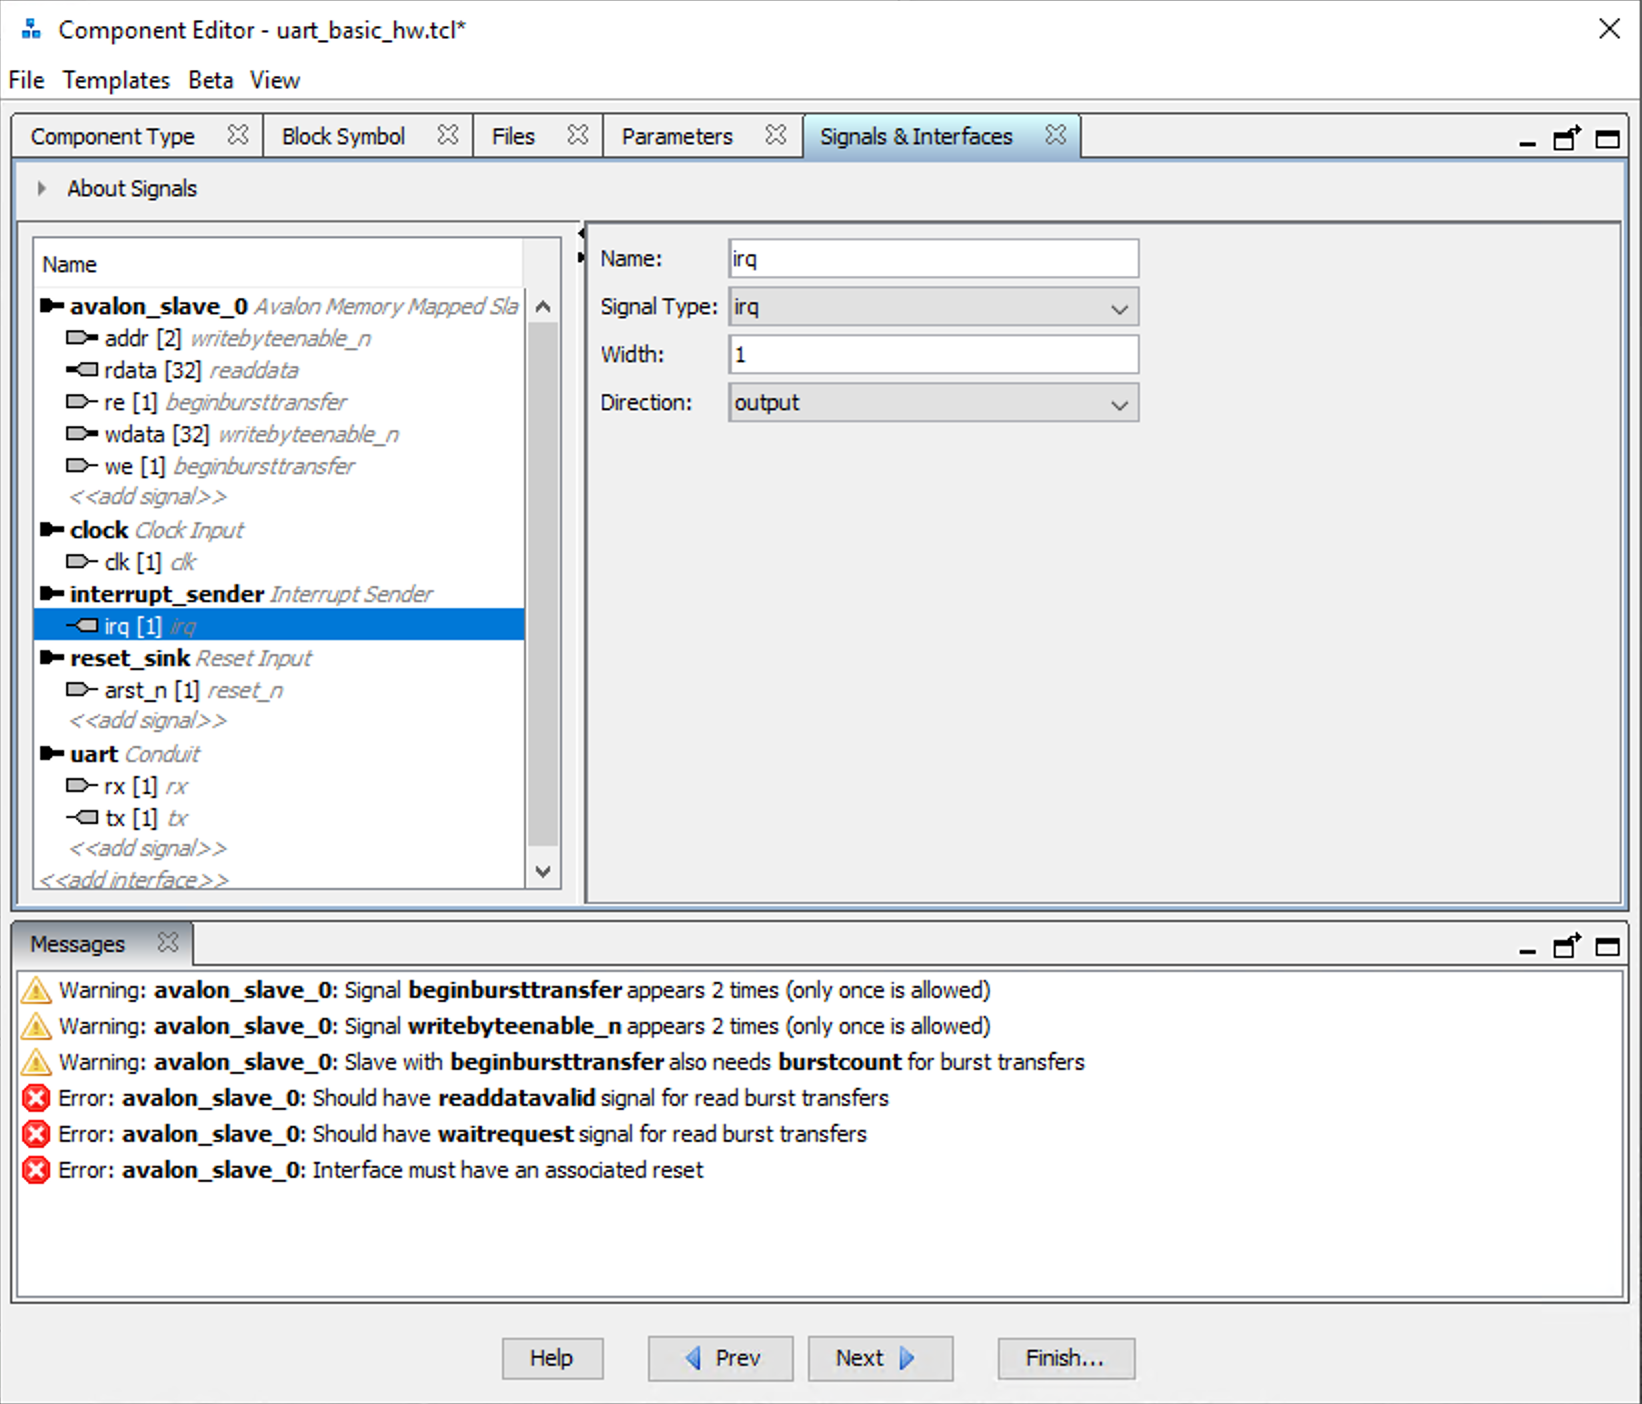 Component Editor - uart_basic_hw.tcl*
File Templates Beta View
Component Type Block Symbol Files Parameters Signals & Interfaces
About Signals
Name
avalon_slave_0 Avalon Memory Mapped Sla
addr [2] writebyteenable_n
rdata [32] readdata
re [1] beginbursttransfer
wdata [32] writebyteenable_n
we [1] beginbursttransfer
<<add signal>>
clock Clock Input
clk [1] clk
interrupt_sender Interrupt Sender
irq [1] irq
reset_sink Reset Input
arst_n [1] reset_n
<<add signal>>
uart Conduit
rx [1] rx
tx [1] tx
<<add signal>>
<<add interface>>
Name: irq
Signal Type: irq
Width: 1
Direction: output
Messages
Warning: avalon_slave_0: Signal beginbursttransfer appears 2 times (only once is allowed)
Warning: avalon_slave_0: Signal writebyteenable_n appears 2 times (only once is allowed)
Warning: avalon_slave_0: Slave with beginbursttransfer also needs burstcount for burst transfers
Error: avalon_slave_0: Should have readdatavalid signal for read burst transfers
Error: avalon_slave_0: Should have waitrequest signal for read burst transfers
Error: avalon_slave_0: Interface must have an associated reset
Help Prev Next Finish...